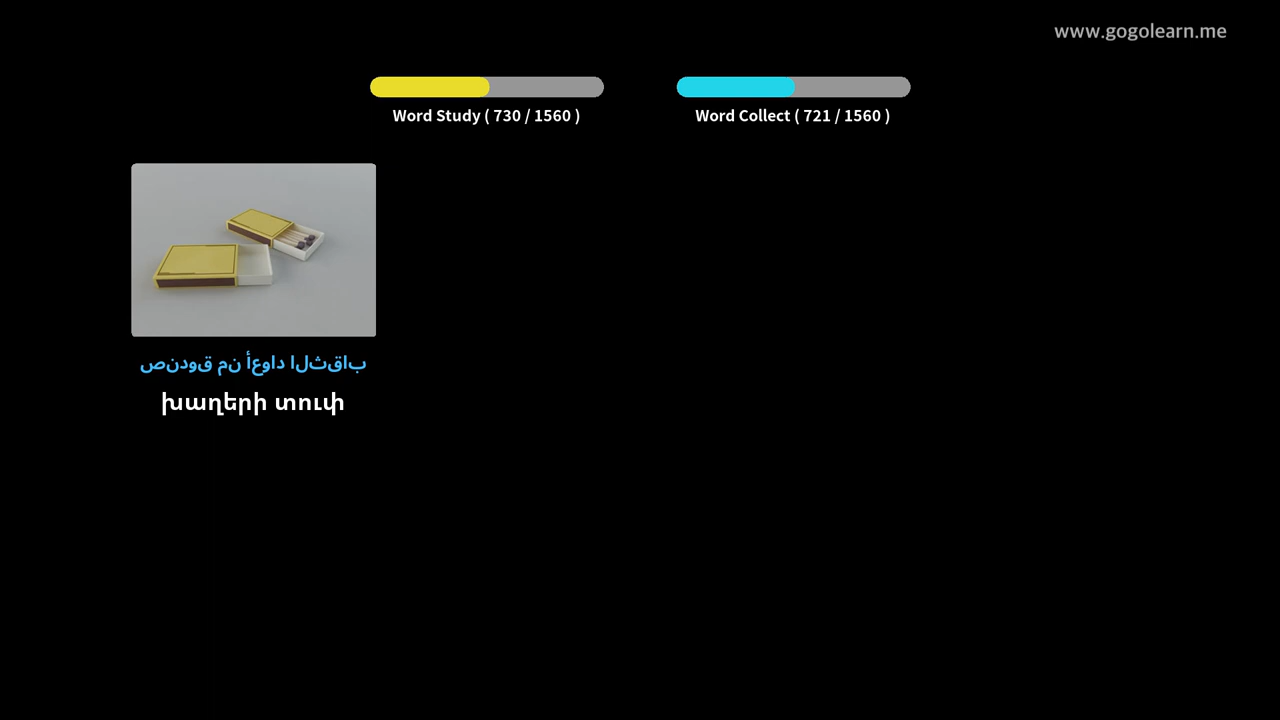 www.gogolearn.me
Word Study ( 730 / 1560 )
Word Collect ( 721 / 1560 )
صندوق من أعواد الثقاب
խաղերի տուփ